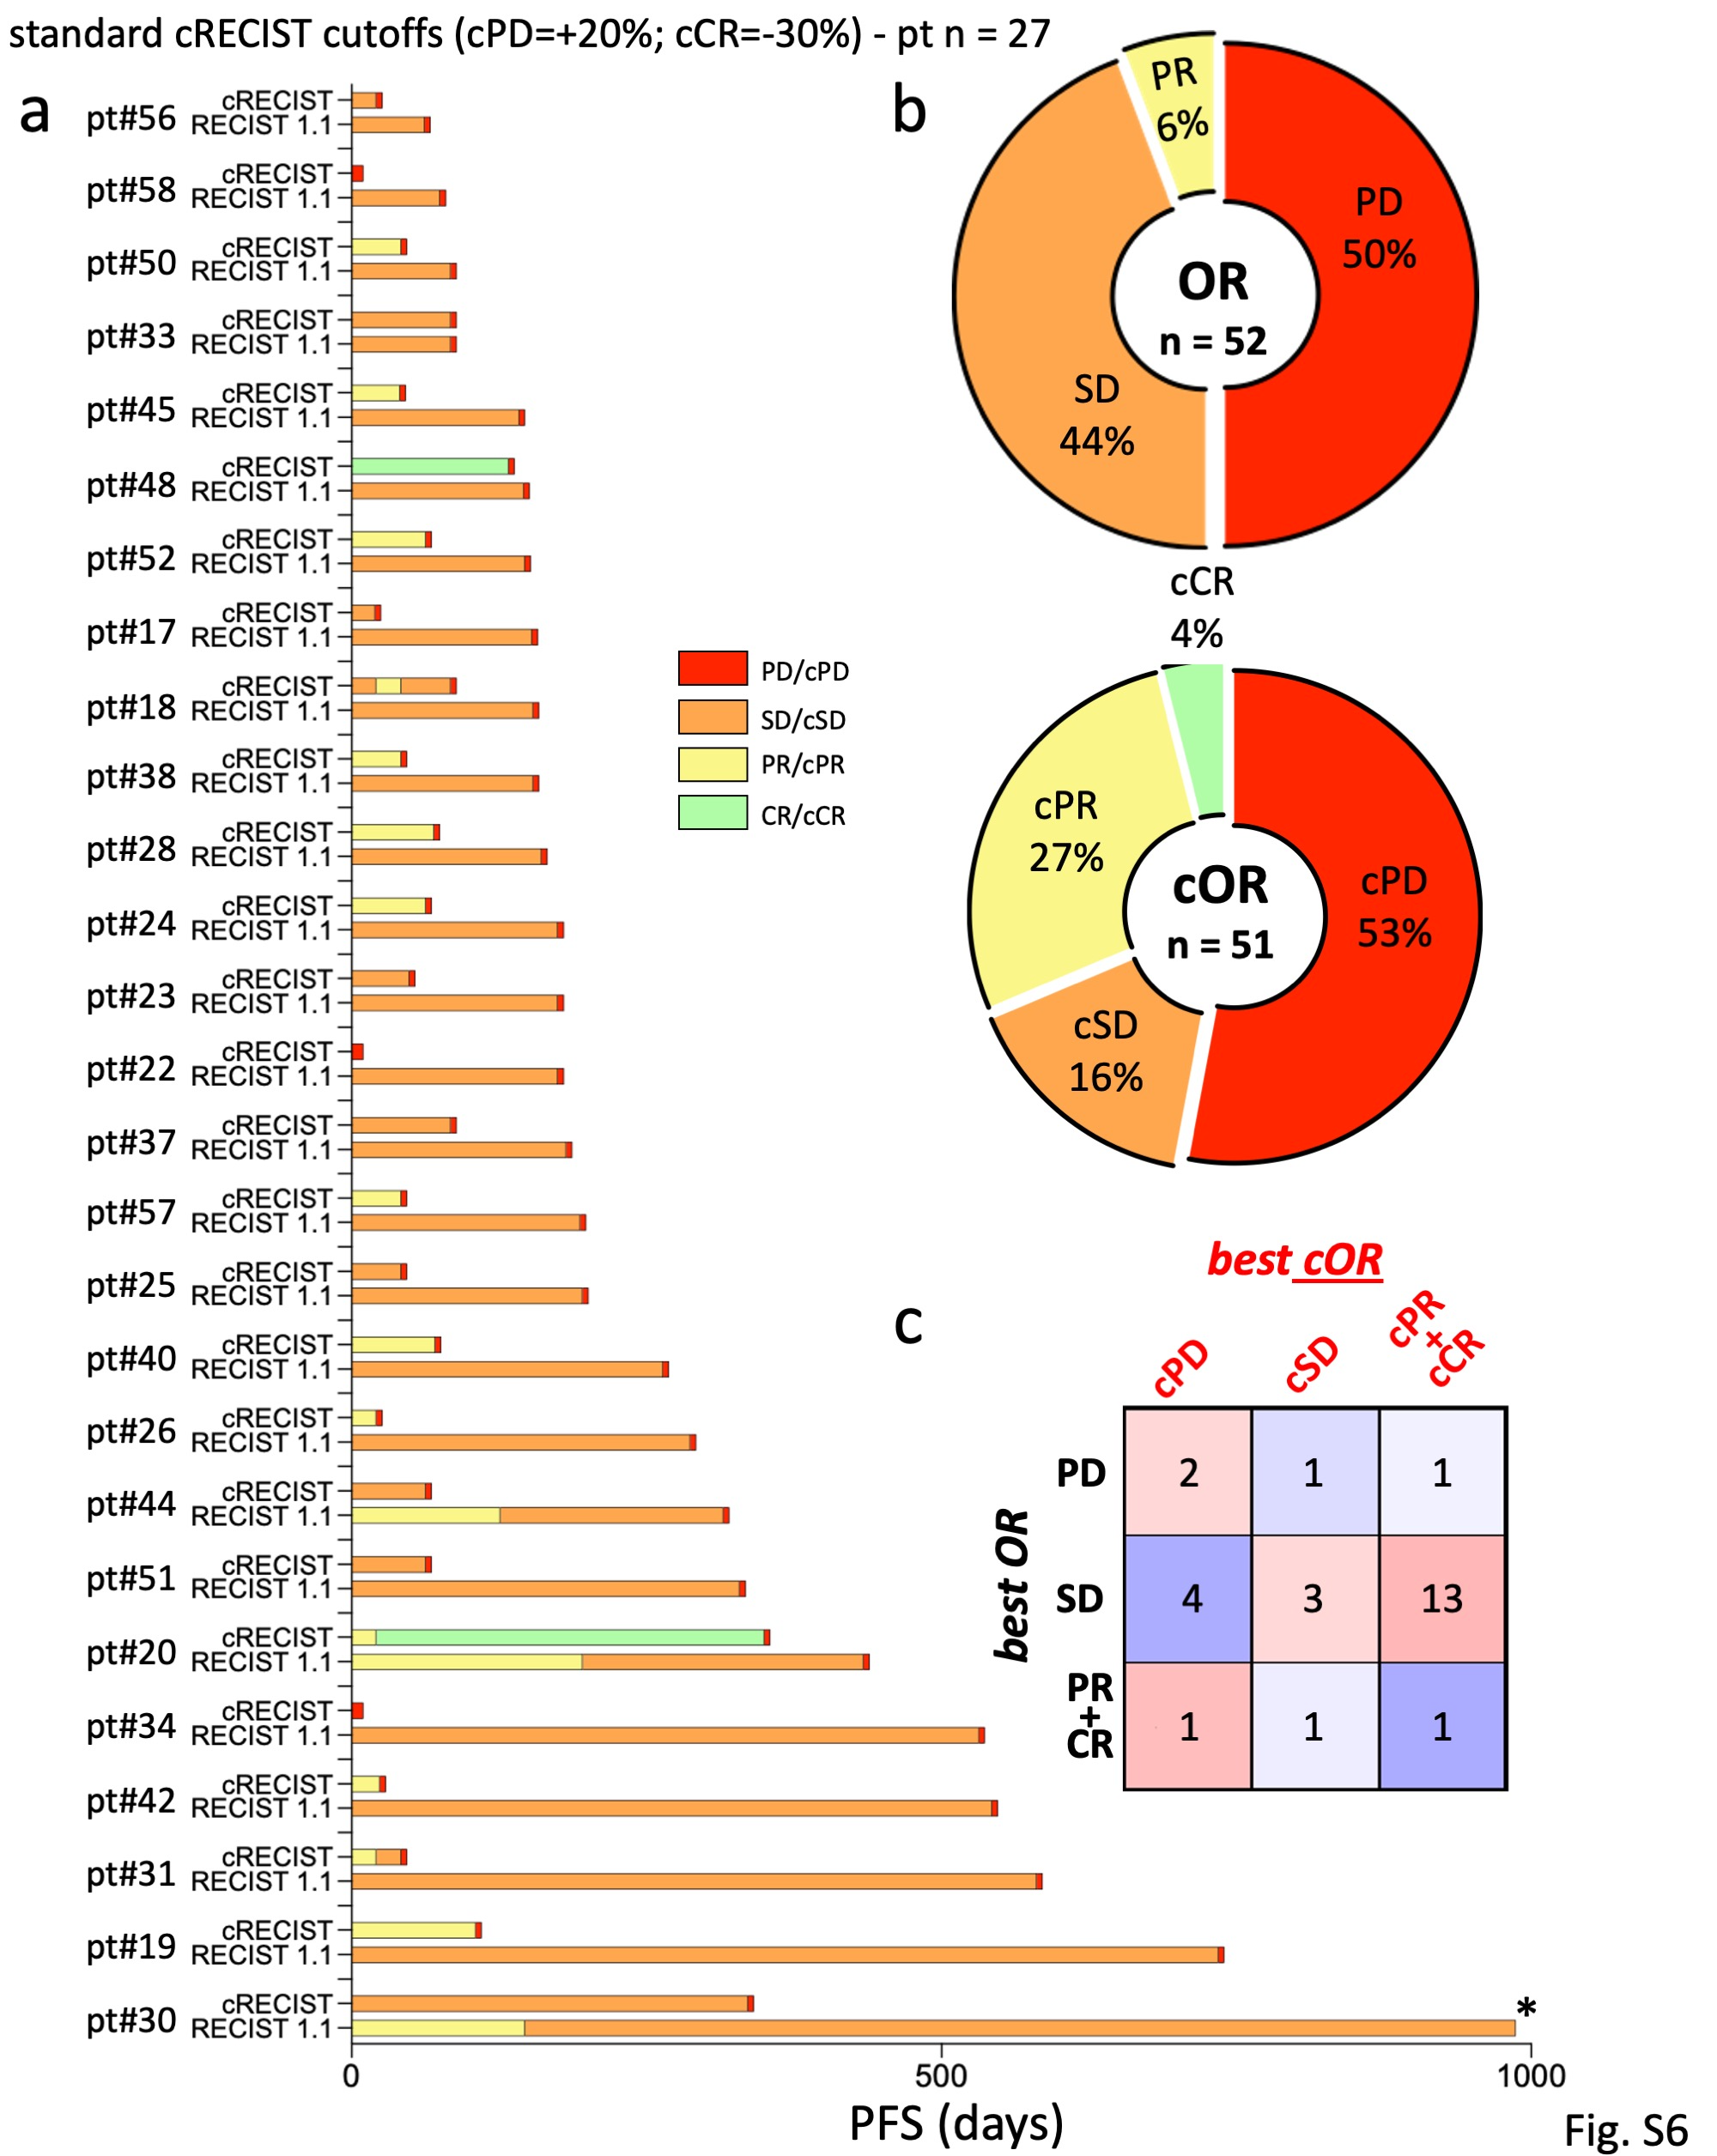 standard cRECIST cutoffs (cPD=+20%; cCR=-30%) - pt n = 27
a
pt#56
cRECIST
RECIST 1.1
pt#58
cRECIST
RECIST 1.1
pt#50
cRECIST
RECIST 1.1
pt#33
cRECIST
RECIST 1.1
pt#45
cRECIST
RECIST 1.1
pt#48
cRECIST
RECIST 1.1
pt#52
cRECIST
RECIST 1.1
pt#17
cRECIST
RECIST 1.1
pt#18
cRECIST
RECIST 1.1
pt#38
cRECIST
RECIST 1.1
pt#28
cRECIST
RECIST 1.1
pt#24
cRECIST
RECIST 1.1
pt#23
cRECIST
RECIST 1.1
pt#22
cRECIST
RECIST 1.1
pt#37
cRECIST
RECIST 1.1
pt#57
cRECIST
RECIST 1.1
pt#25
cRECIST
RECIST 1.1
pt#40
cRECIST
RECIST 1.1
pt#26
cRECIST
RECIST 1.1
pt#44
cRECIST
RECIST 1.1
pt#51
cRECIST
RECIST 1.1
pt#20
cRECIST
RECIST 1.1
pt#34
cRECIST
RECIST 1.1
pt#42
cRECIST
RECIST 1.1
pt#31
cRECIST
RECIST 1.1
pt#19
cRECIST
RECIST 1.1
pt#30
cRECIST
RECIST 1.1
*
0 500 1000
PFS (days)
PD/cPD
SD/cSD
PR/cPR
CR/cCR
b
PR
6%
PD
50%
OR
n = 52
SD
44%
cCR
4%
cPR
27%
cOR
n = 51
cPD
53%
cSD
16%
c
best cOR
cPD
cSD
cPR
+
cCR
best OR
PD 2 1 1
SD 4 3 13
PR
+
CR
1 1 1
Fig. S6